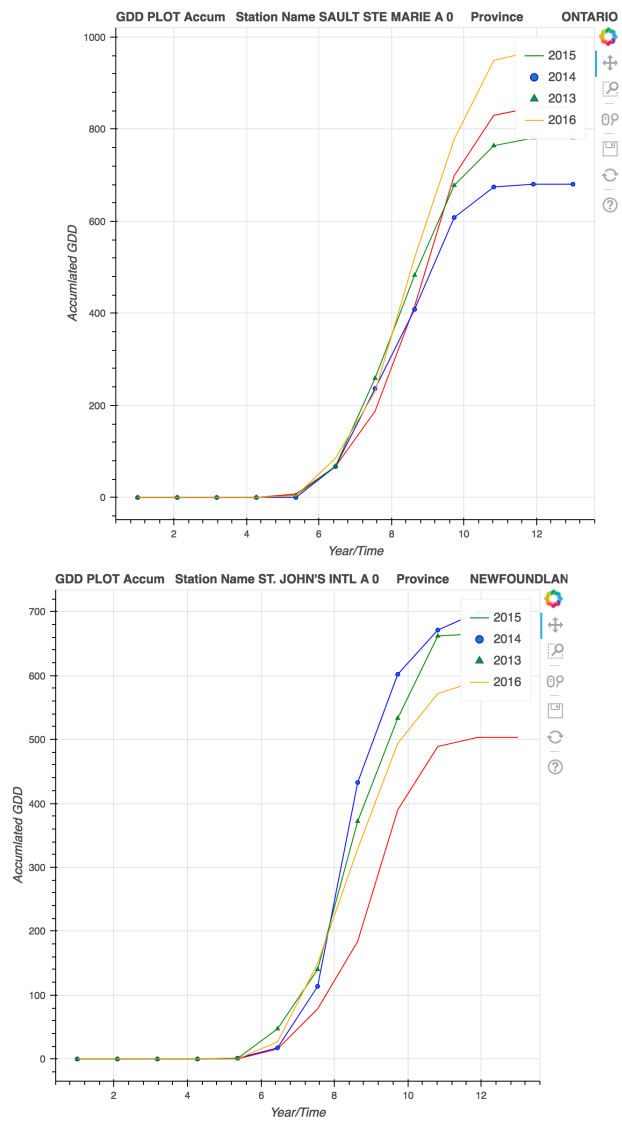 GDD PLOT Accum Station Name SAULT STE MARIE A 0 Province ONTARIO
1000
800
600
400
200
0
Accumlated GDD
2015
2014
2013
2016
2 4 6 8 10 12
Year/Time
GDD PLOT Accum Station Name ST. JOHN'S INTL A 0 Province NEWFOUNDLAN
700
600
500
400
300
200
100
0
Accumlated GDD
2015
2014
2013
2016
2 4 6 8 10 12
Year/Time